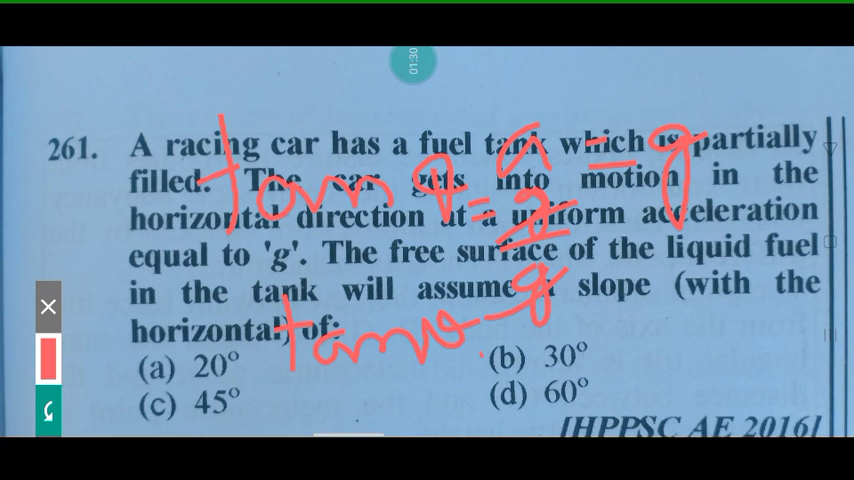 01:30
261. A racing car has a fuel tank which is partially
filled. The car gets into motion in the
horizontal direction at a uniform acceleration
equal to 'g'. The free surface of the liquid fuel
in the tank will assume a slope (with the
horizontal) of:
(a) 20° (b) 30°
(c) 45° (d) 60°
[HPPSC AE 2016]
a = g